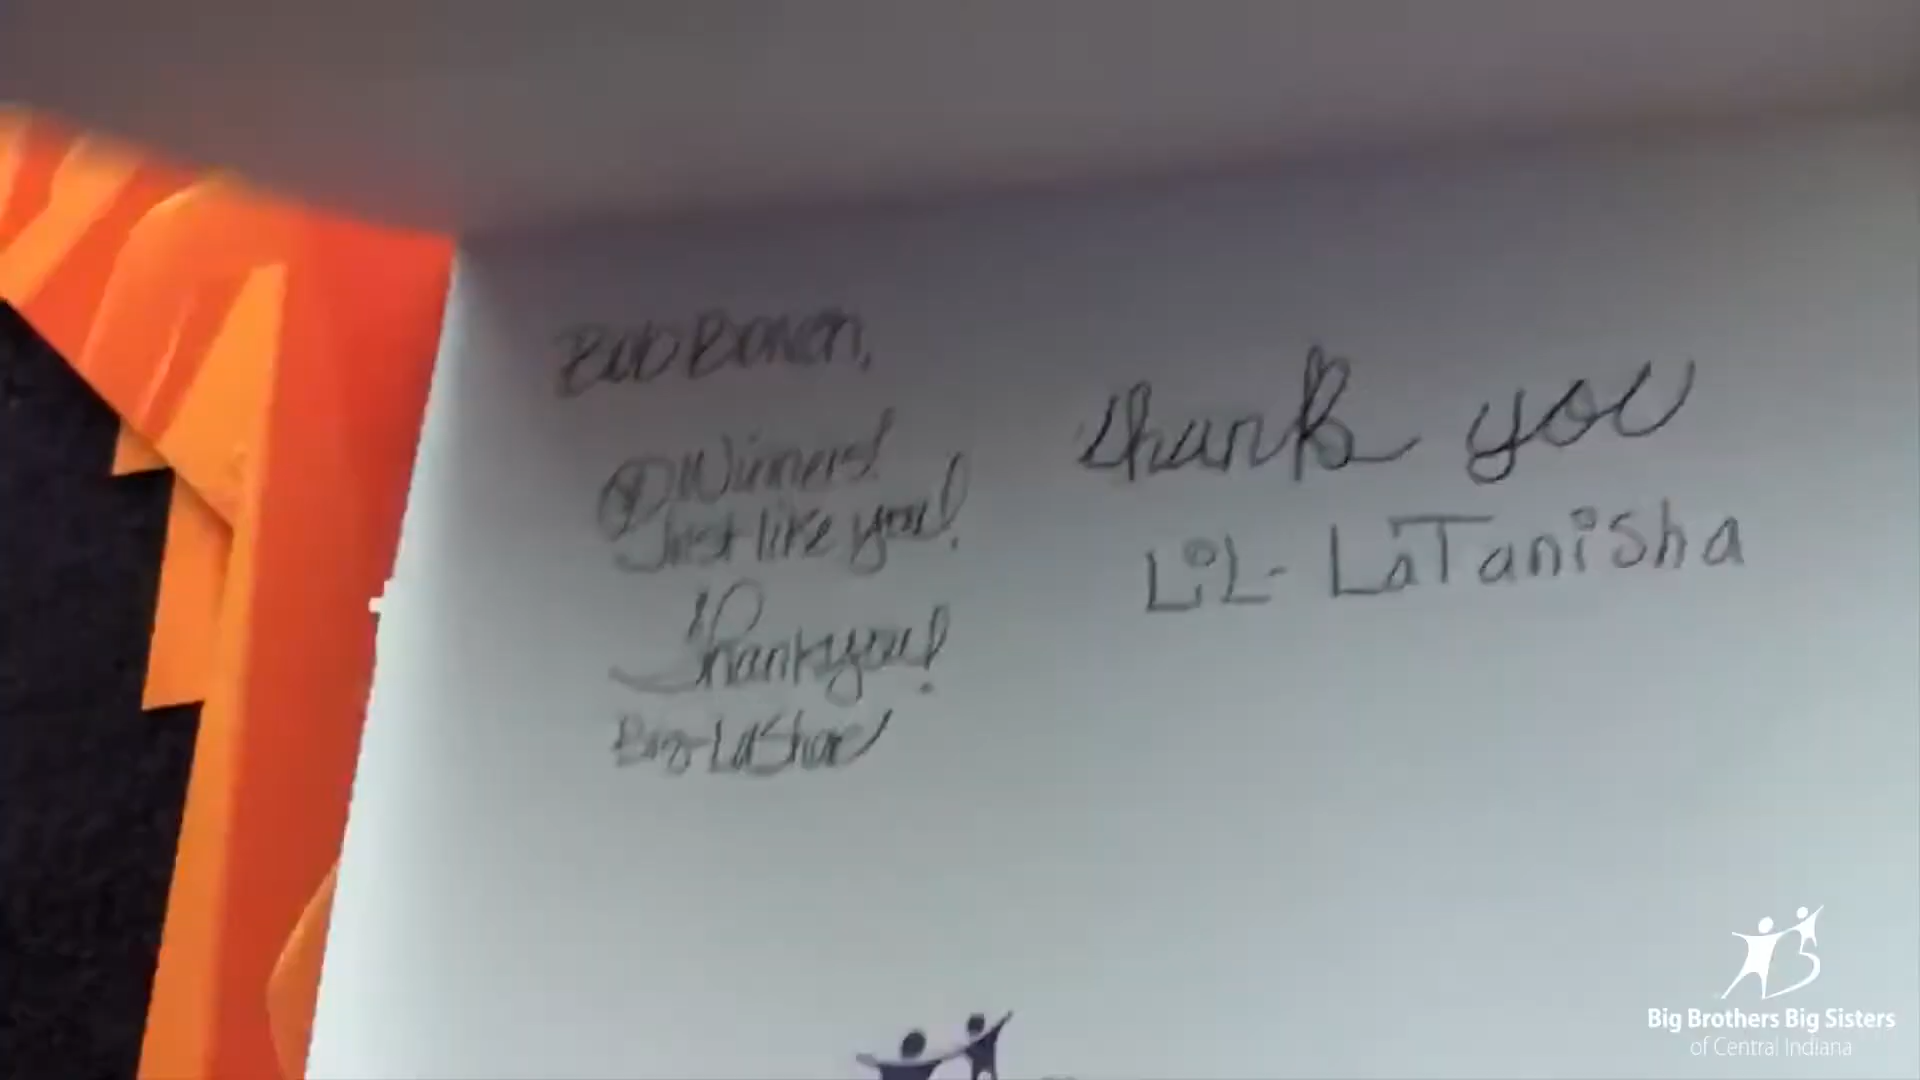 Bob Bowen,
@Winners!
Just like you!
Thank you!
Big-LaShae
thank you
LiL- LaTanisha
Big Brothers Big Sisters
of Central Indiana